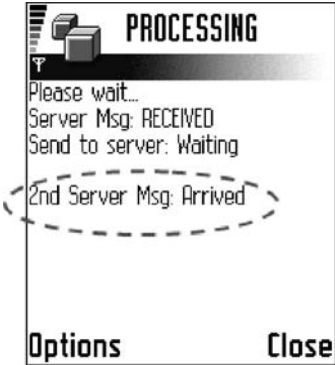 PROCESSING
Please wait...
Server Msg: RECEIVED
Send to server: Waiting
2nd Server Msg: Arrived
Options Close